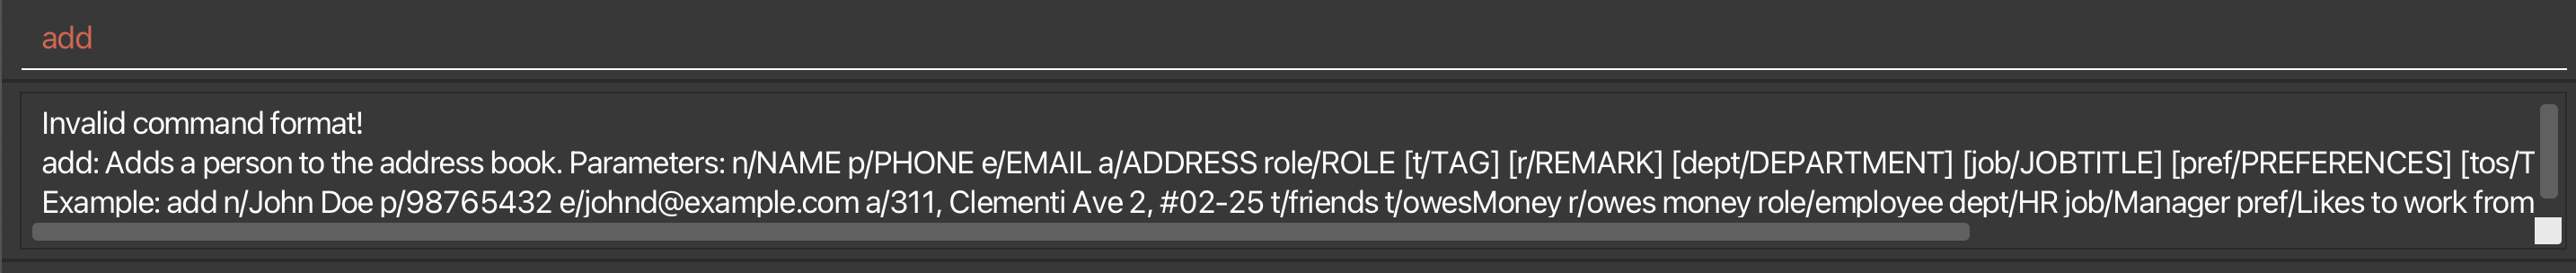 add
Invalid command format!
add: Adds a person to the address book. Parameters: n/NAME p/PHONE e/EMAIL a/ADDRESS role/ROLE [t/TAG] [r/REMARK] [dept/DEPARTMENT] [job/JOBTITLE] [pref/PREFERENCES] [tos/T
Example: add n/John Doe p/98765432 e/johnd@example.com a/311, Clementi Ave 2, #02-25 t/friends t/owesMoney r/owes money role/employee dept/HR job/Manager pref/Likes to work from